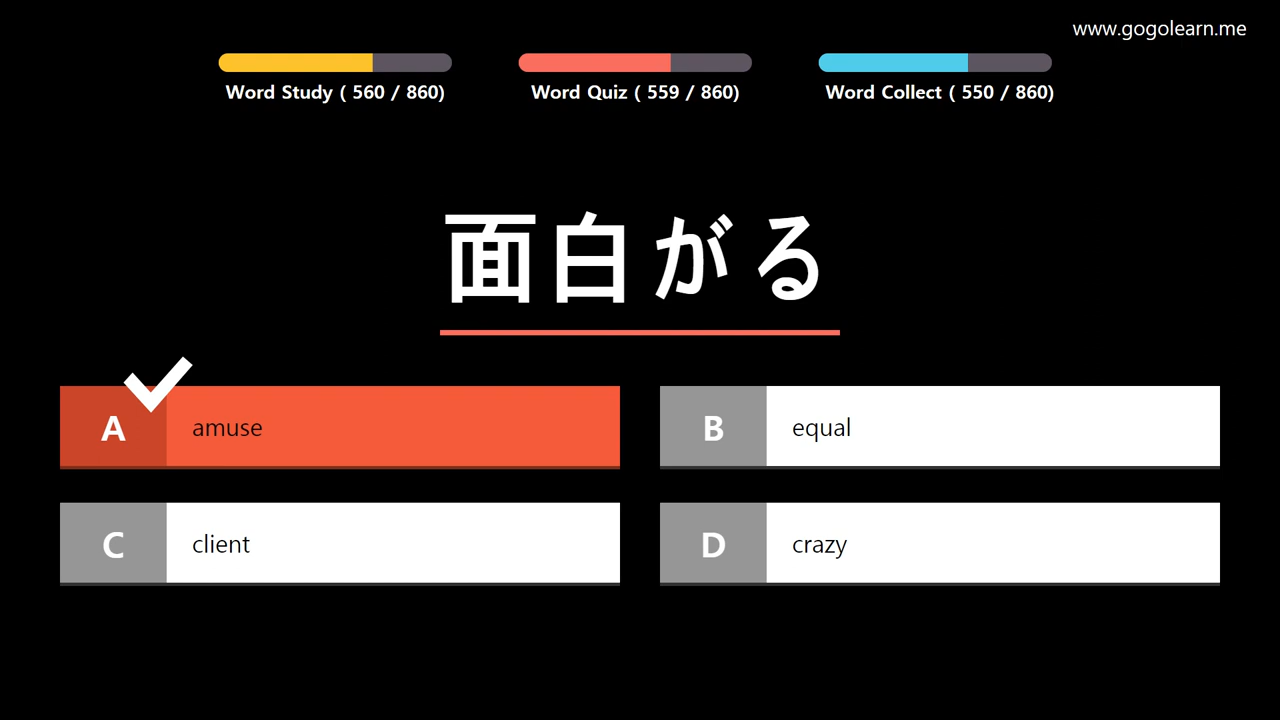 www.gogolearn.me
Word Study ( 560 / 860)
Word Quiz ( 559 / 860)
Word Collect ( 550 / 860)
面白がる
A amuse
B equal
C client
D crazy